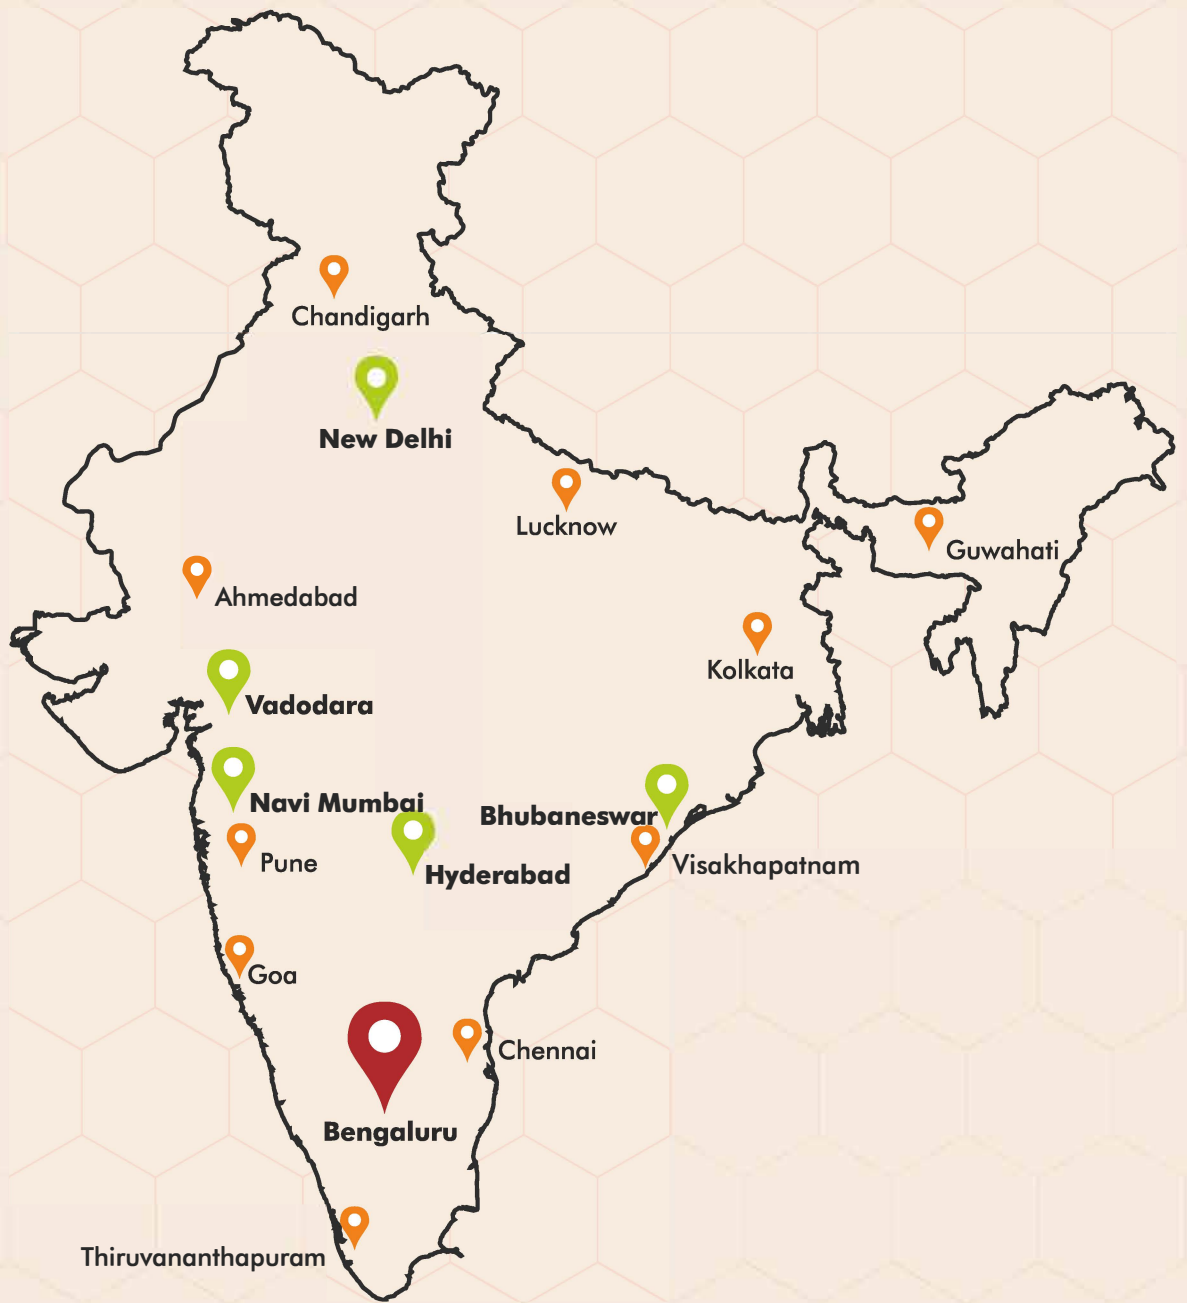 Chandigarh
New Delhi
Lucknow
Guwahati
Ahmedabad
Kolkata
Vadodara
Navi Mumbai
Bhubaneswar
Pune
Visakhapatnam
Hyderabad
Goa
Chennai
Bengaluru
Thiruvananthapuram